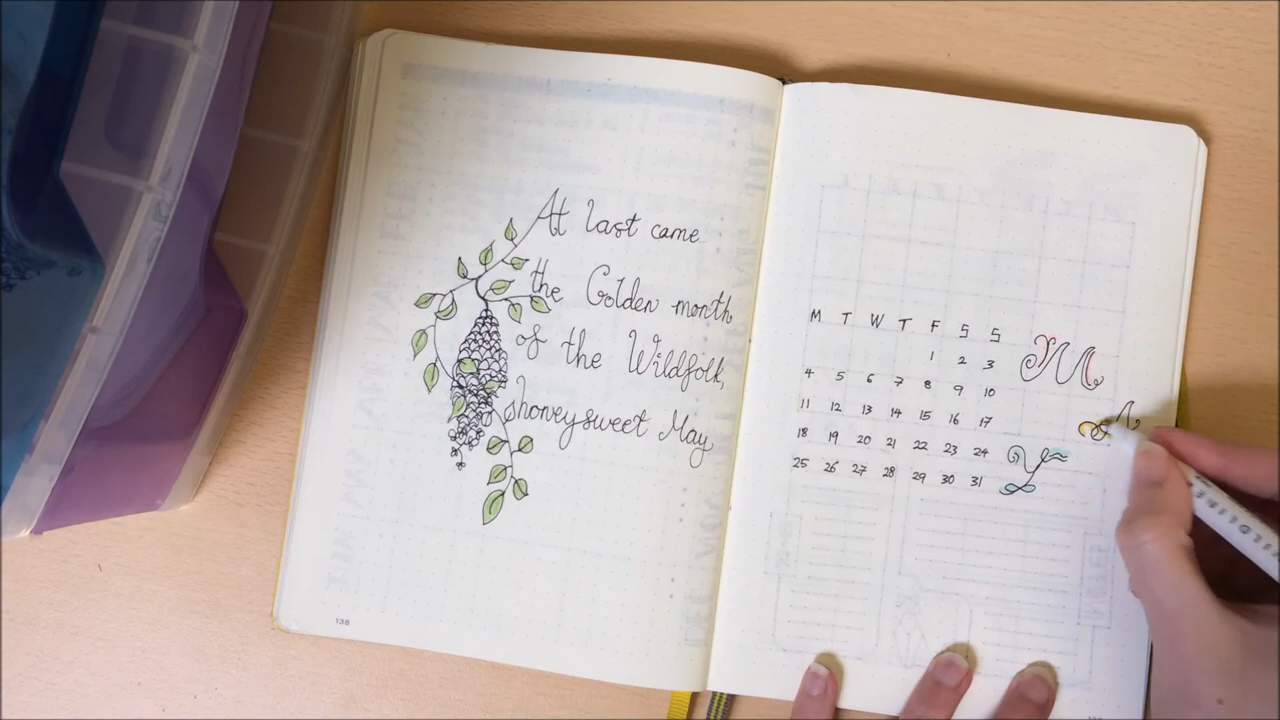 At last came
the Golden month
of the Wildfolk,
honeysweet May,
138
M T W T F S S
1 2 3
4 5 6 7 8 9 10
11 12 13 14 15 16 17
18 19 20 21 22 23 24
25 26 27 28 29 30 31
M
A
Y